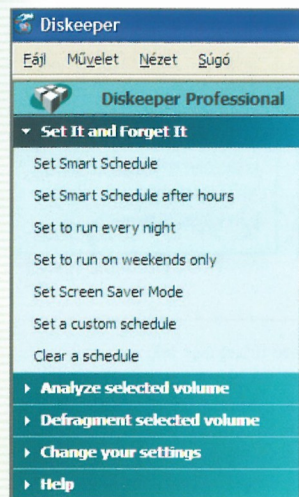 Diskeeper
Fájl Művelet Nézet Súgó
Diskeeper Professional
Set It and Forget It
Set Smart Schedule
Set Smart Schedule after hours
Set to run every night
Set to run on weekends only
Set Screen Saver Mode
Set a custom schedule
Clear a schedule
Analyze selected volume
Defragment selected volume
Change your settings
Help